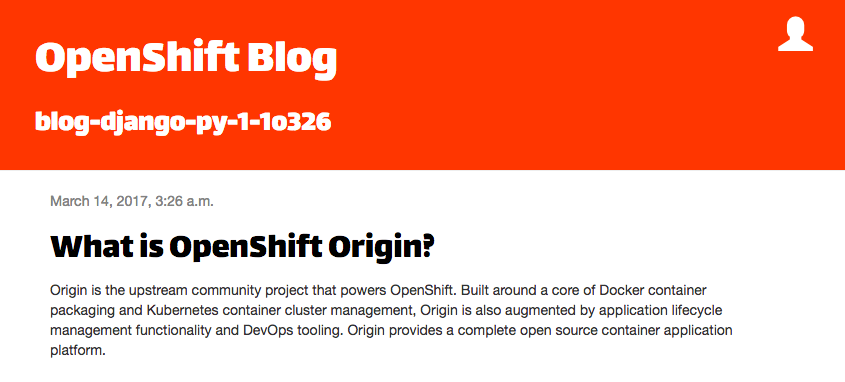 OpenShift Blog
blog-django-py-1-1o326
March 14, 2017, 3:26 a.m.
What is OpenShift Origin?
Origin is the upstream community project that powers OpenShift. Built around a core of Docker container
packaging and Kubernetes container cluster management, Origin is also augmented by application lifecycle
management functionality and DevOps tooling. Origin provides a complete open source container application
platform.